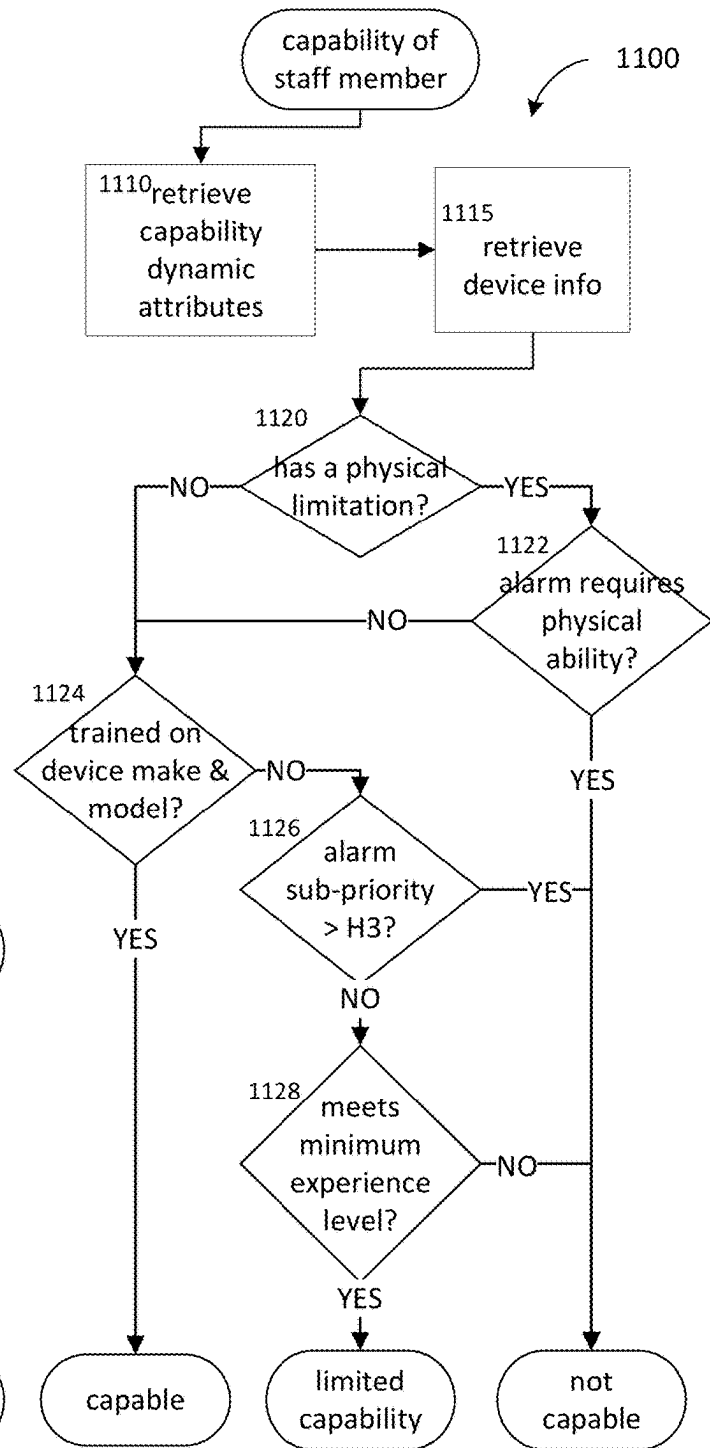 capability of
staff member
1100
1110
retrieve
capability
dynamic
attributes
1115
retrieve
device info
1120
has a physical
limitation?
NO
YES
1122
alarm requires
physical
ability?
NO
YES
1124
trained on
device make &
model?
NO
YES
1126
alarm
sub-priority
> H3?
YES
NO
1128
meets
minimum
experience
level?
NO
YES
capable
limited
capability
not
capable